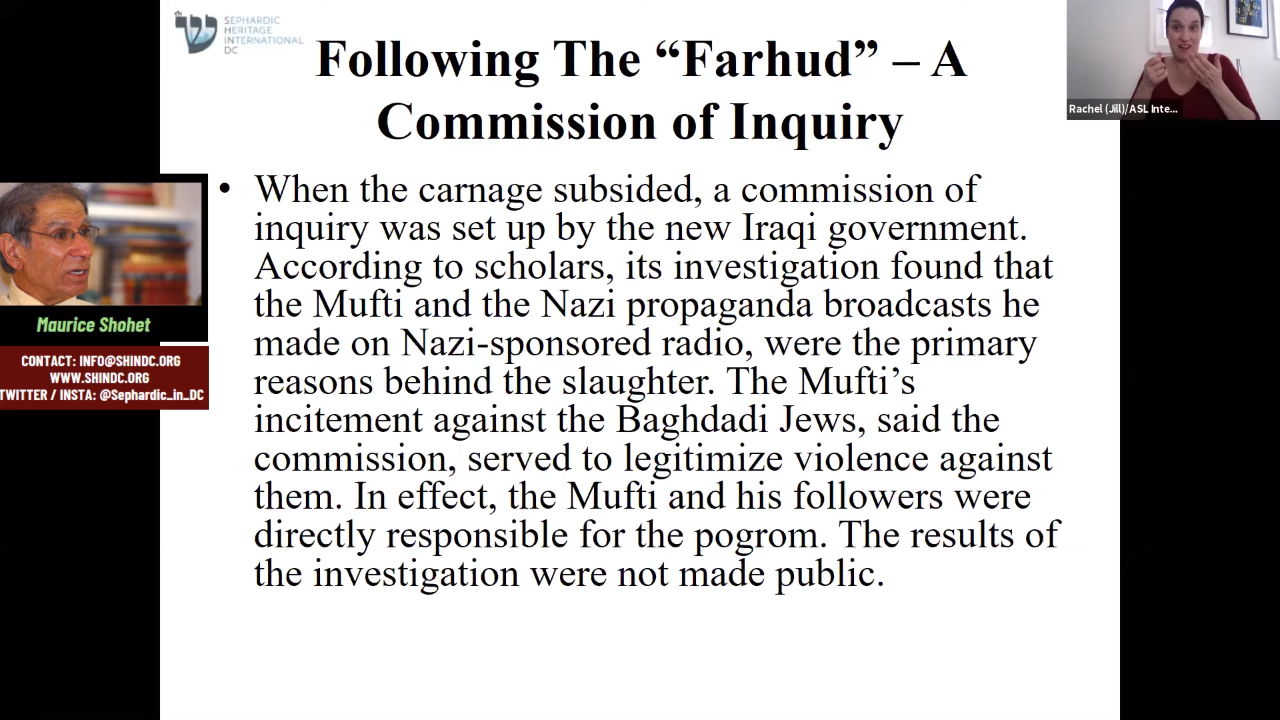 SEPHARDIC
HERITAGE
INTERNATIONAL
DC
Following The “Farhud” – A
Commission of Inquiry
• When the carnage subsided, a commission of
inquiry was set up by the new Iraqi government.
According to scholars, its investigation found that
the Mufti and the Nazi propaganda broadcasts he
made on Nazi-sponsored radio, were the primary
reasons behind the slaughter. The Mufti’s
incitement against the Baghdadi Jews, said the
commission, served to legitimize violence against
them. In effect, the Mufti and his followers were
directly responsible for the pogrom. The results of
the investigation were not made public.
Rachel (Jill)/ASL Inte...
Maurice Shohet
CONTACT: INFO@SHINDC.ORG
WWW.SHINDC.ORG
TWITTER / INSTA: @Sephardic_in_DC